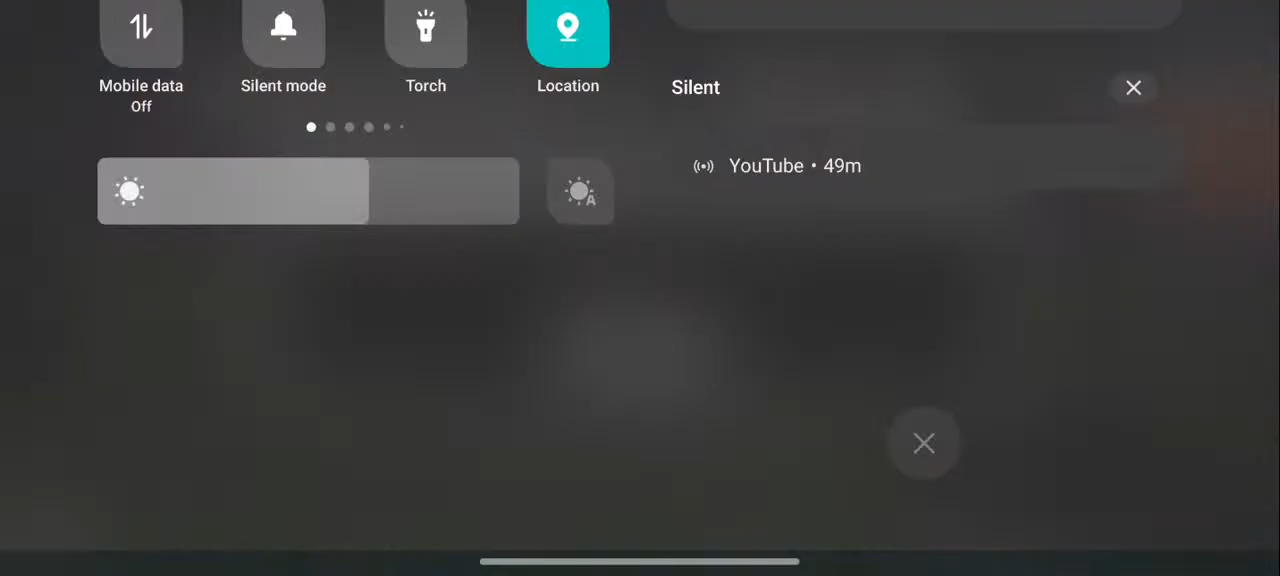 Mobile data
Off
Silent mode
Torch
Location
A
Silent
YouTube • 49m